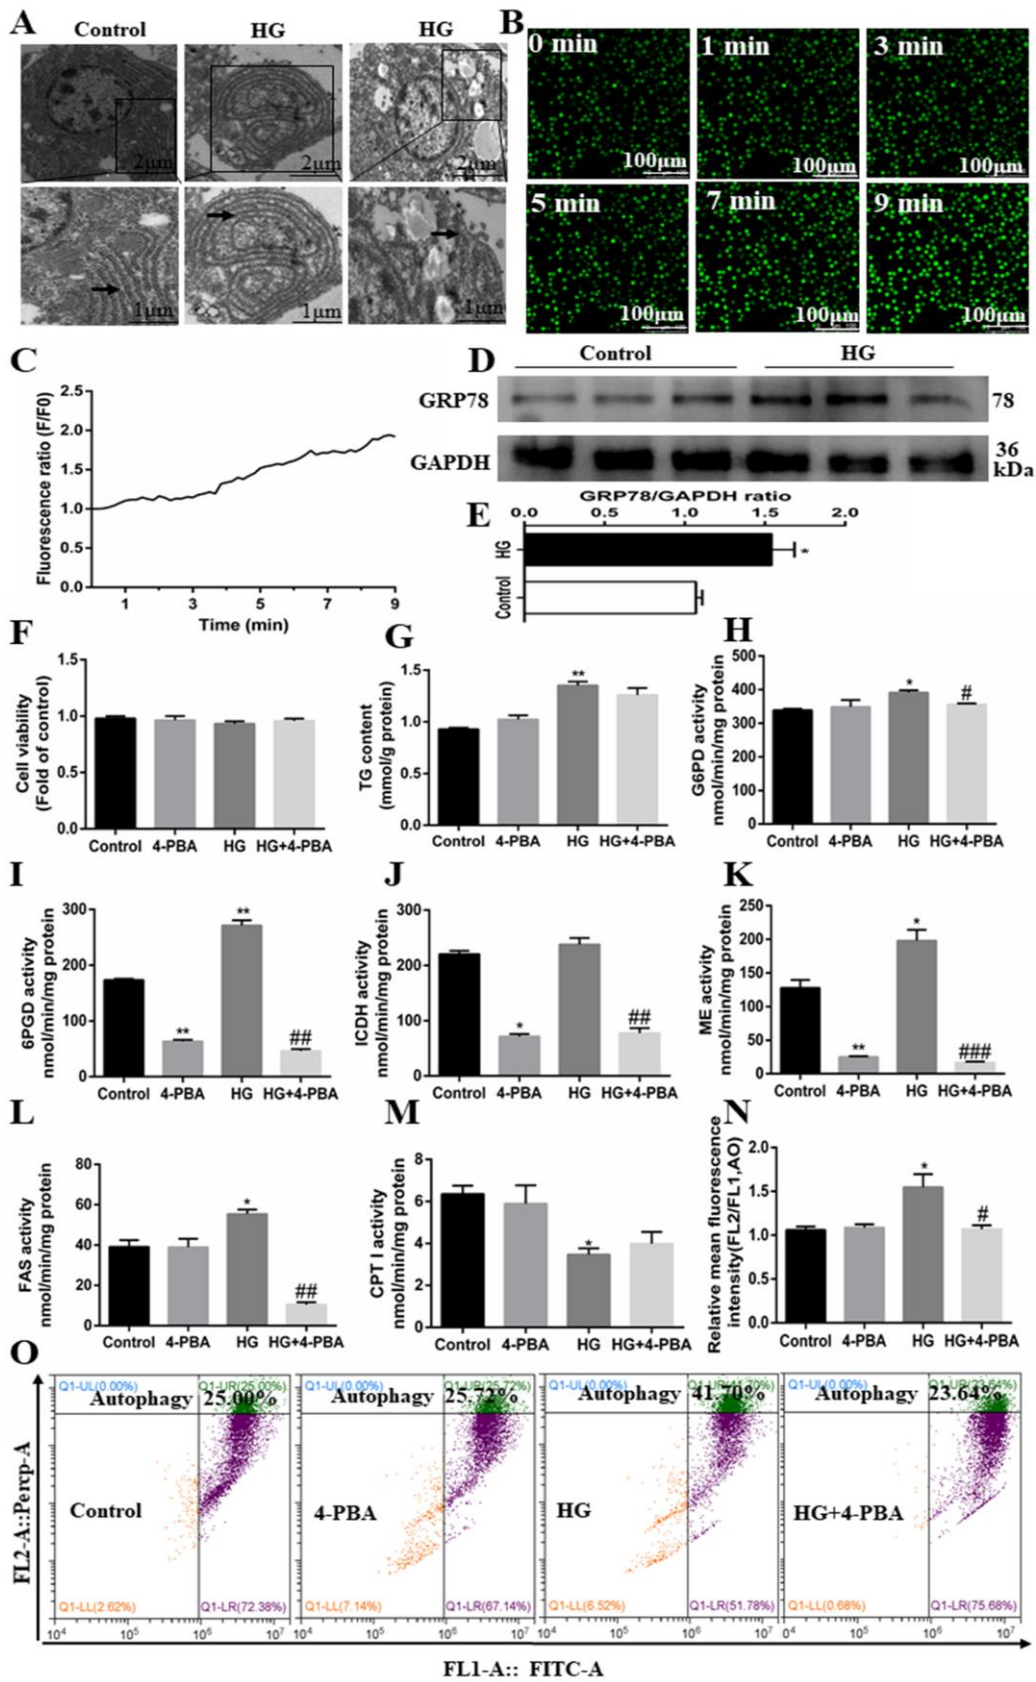 A
Control
HG
HG
2μm
2μm
2μm
1μm
1μm
1μm
B
0 min
1 min
3 min
100μm
100μm
100μm
5 min
7 min
9 min
100μm
100μm
100μm
C
Fluorescence ratio (F/F0)
2.5
2.0
1.5
1.0
0.5
0.0
1 3 5 7 9
Time (min)
D
Control
HG
GRP78
78
GAPDH
36
kDa
E
GRP78/GAPDH ratio
0.0 0.5 1.0 1.5 2.0
HG
*
Control
F
Cell viability
(Fold of control)
1.5
1.0
0.5
0.0
Control 4-PBA HG HG+4-PBA
G
TG content
(mmol/g protein)
1.5
1.0
0.5
0.0
**
Control 4-PBA HG HG+4-PBA
H
G6PD activity
nmol/min/mg protein
500
400
300
200
100
0
*
#
Control 4-PBA HG HG+4-PBA
I
6PGD activity
nmol/min/mg protein
300
200
100
0
**
**
##
Control 4-PBA HG HG+4-PBA
J
ICDH activity
nmol/min/mg protein
300
200
100
0
*
##
Control 4-PBA HG HG+4-PBA
K
ME activity
nmol/min/mg protein
250
200
150
100
50
0
**
*
###
Control 4-PBA HG HG+4-PBA
L
FAS activity
nmol/min/mg protein
80
60
40
20
0
*
##
Control 4-PBA HG HG+4-PBA
M
CPT I activity
nmol/min/mg protein
8
6
4
2
0
*
Control 4-PBA HG HG+4-PBA
N
Relative mean fluorescence
intensity(FL2/FL1,AO)
2.0
1.5
1.0
0.5
0.0
*
#
Control 4-PBA HG HG+4-PBA
O
FL2-A::Percp-A
Q1-UL(0.00%) Q1-UR(25.00%)
Autophagy 25.00%
Control
Q1-LL(2.62%) Q1-LR(72.38%)
10⁴ 10⁵ 10⁶ 10⁷
Q1-UL(0.00%) Q1-UR(25.72%)
Autophagy 25.72%
4-PBA
Q1-LL(7.14%) Q1-LR(67.14%)
10⁴ 10⁵ 10⁶ 10⁷
Q1-UL(0.00%) Q1-UR(41.70%)
Autophagy 41.70%
HG
Q1-LL(6.52%) Q1-LR(51.78%)
10⁴ 10⁵ 10⁶ 10⁷
Q1-UL(0.00%) Q1-UR(23.64%)
Autophagy 23.64%
HG+4-PBA
Q1-LL(0.68%) Q1-LR(75.68%)
10⁴ 10⁵ 10⁶ 10⁷
FL1-A:: FITC-A